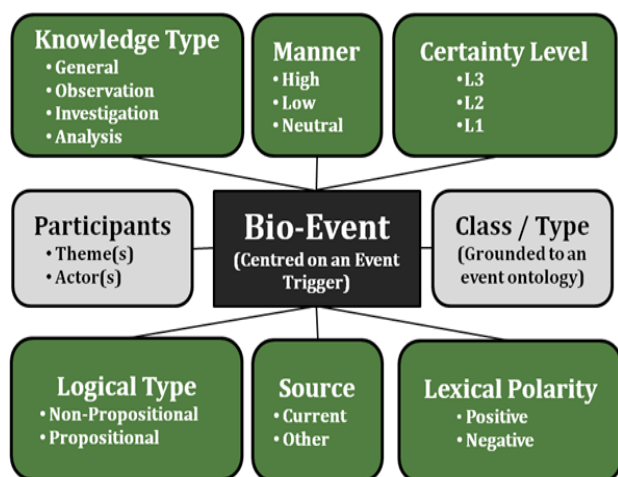 Knowledge Type
• General
• Observation
• Investigation
• Analysis
Manner
• High
• Low
• Neutral
Certainty Level
• L3
• L2
• L1
Participants
• Theme(s)
• Actor(s)
Bio-Event
(Centred on an Event
Trigger)
Class / Type
(Grounded to an
event ontology)
Logical Type
• Non-Propositional
• Propositional
Source
• Current
• Other
Lexical Polarity
• Positive
• Negative